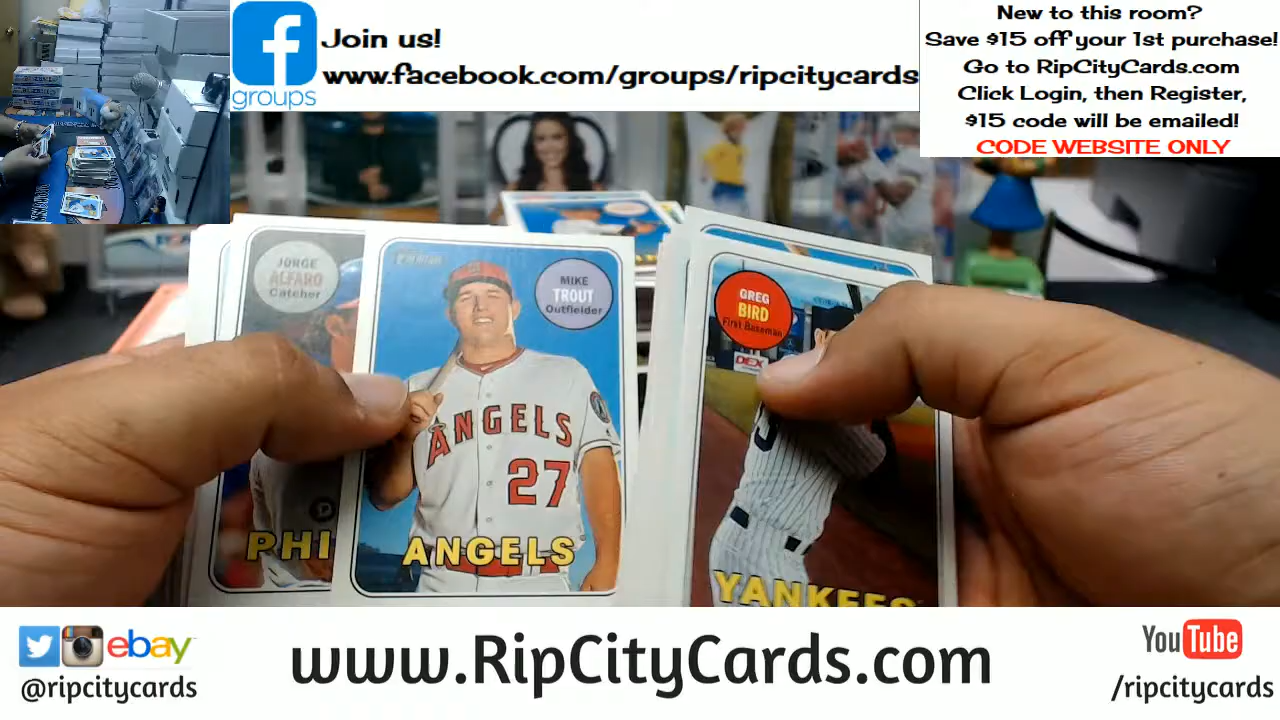 f
groups
Join us!
www.facebook.com/groups/ripcitycards
New to this room?
Save $15 off your 1st purchase!
Go to RipCityCards.com
Click Login, then Register,
$15 code will be emailed!
CODE WEBSITE ONLY
JORGE
ALFARO
Catcher
PHI
MIKE
TROUT
Outfielder
ANGELS
27
ANGELS
GREG
BIRD
First Baseman
DEX
YANKEES
ebay
@ripcitycards
www.RipCityCards.com
YouTube
/ripcitycards